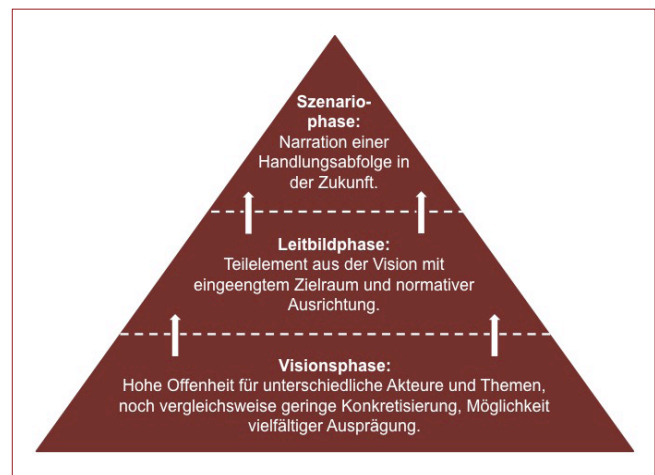 Szenario-
phase:
Narration einer
Handlungsabfolge in
der Zukunft.
Leitbildphase:
Teilelement aus der Vision mit
eingeengtem Zielraum und normativer
Ausrichtung.
Visionsphase:
Hohe Offenheit für unterschiedliche Akteure und Themen,
noch vergleichsweise geringe Konkretisierung, Möglichkeit
vielfältiger Ausprägung.